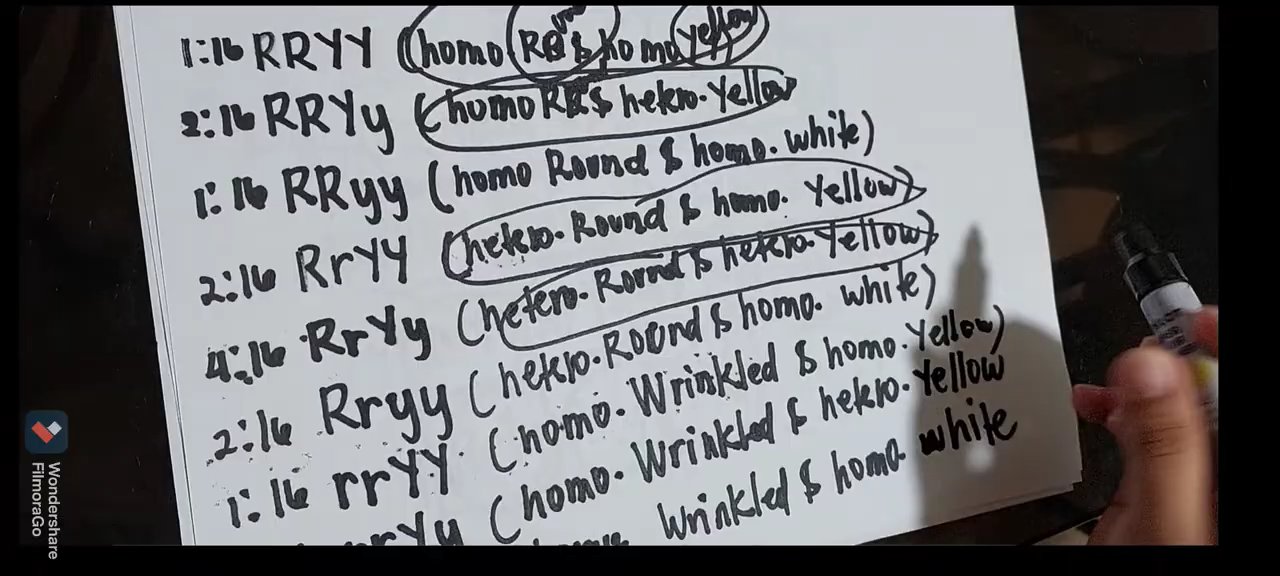 1:16 RRYY (homo & homo Yellow)
2:16 RRYy (homo & hetero. Yellow
1:16 RRyy (homo Round & homo. white)
2:16 RrYY (hetero. Round & homo. Yellow)
4:16 RrYy (hetero. Round & hetero. Yellow)
2:16 Rryy (hetero. Round & homo. white)
1:16 rrYY (homo. Wrinkled & homo. Yellow)
rrYy (homo. Wrinkled & hetero. Yellow
Wrinkled & homo. white
Wondershare
FilmoraGo